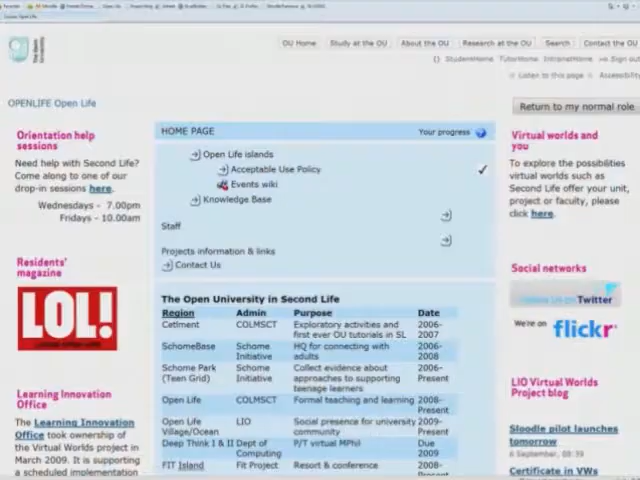 The Open University
OU Home
Study at the OU
About the OU
Research at the OU
Search
Contact the OU
StudentHome TutorHome IntranetHome Sign out
Listen to this page
Accessibility
OPENLIFE Open Life
Return to my normal role
Orientation help
sessions
Need help with Second Life?
Come along to one of our
drop-in sessions here.
Wednesdays - 7.00pm
Fridays - 10.00am
Residents'
magazine
LOL!
Learning Innovation
Office
The Learning Innovation
Office took ownership of
the Virtual Worlds project in
March 2009. It is supporting
a scheduled implementation
HOME PAGE
Your progress
Open Life islands
Acceptable Use Policy
Events wiki
Knowledge Base
Staff
Projects information & links
Contact Us
The Open University in Second Life
Region Admin Purpose Date
Cetlment COLMSCT Exploratory activities and 2006-
first ever OU tutorials in SL 2007
SchomeBase Schome HQ for connecting with 2006-
Initiative adults 2008
Schome Park Schome Collect evidence about 2006-
(Teen Grid) Initiative approaches to supporting Present
teenage learners
Open Life COLMSCT Formal teaching and learning 2008-
Present
Open Life LIO Social presence for university 2009-
Village/Ocean community Present
Deep Think I & II Dept of P/T virtual MPhil Due
Computing 2009
FIT Island Fit Project Resort & conference 2008-
Virtual worlds and
you
To explore the possibilities
virtual worlds such as
Second Life offer your unit,
project or faculty, please
click here.
Social networks
Twitter
We're on
flickr
LIO Virtual Worlds
Project blog
Sloodle pilot launches
tomorrow
6 September, 08:39
Certificate in VWs